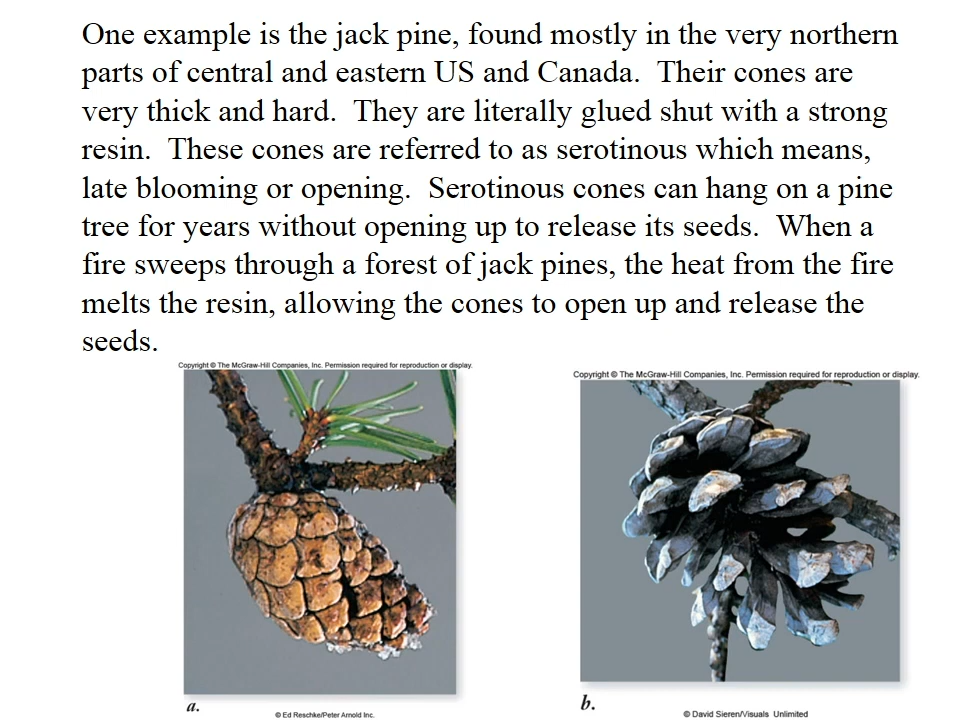 One example is the jack pine, found mostly in the very northern
parts of central and eastern US and Canada.  Their cones are
very thick and hard.  They are literally glued shut with a strong
resin.  These cones are referred to as serotinous which means,
late blooming or opening.  Serotinous cones can hang on a pine
tree for years without opening up to release its seeds.  When a
fire sweeps through a forest of jack pines, the heat from the fire
melts the resin, allowing the cones to open up and release the
seeds.
Copyright © The McGraw-Hill Companies, Inc. Permission required for reproduction or display.
Copyright © The McGraw-Hill Companies, Inc. Permission required for reproduction or display.
a.
© Ed Reschke/Peter Arnold Inc.
b.
© David Sieren/Visuals Unlimited